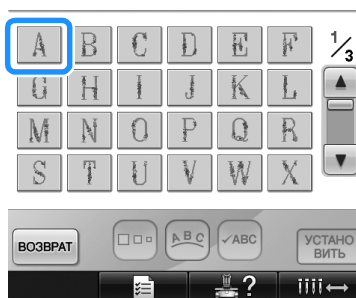 A B C D E F 1/3
G H I J K L
M N O P Q R
S T U V W X
ВОЗВРАТ ABC ✓ABC УСТАНО
ВИТЬ
?